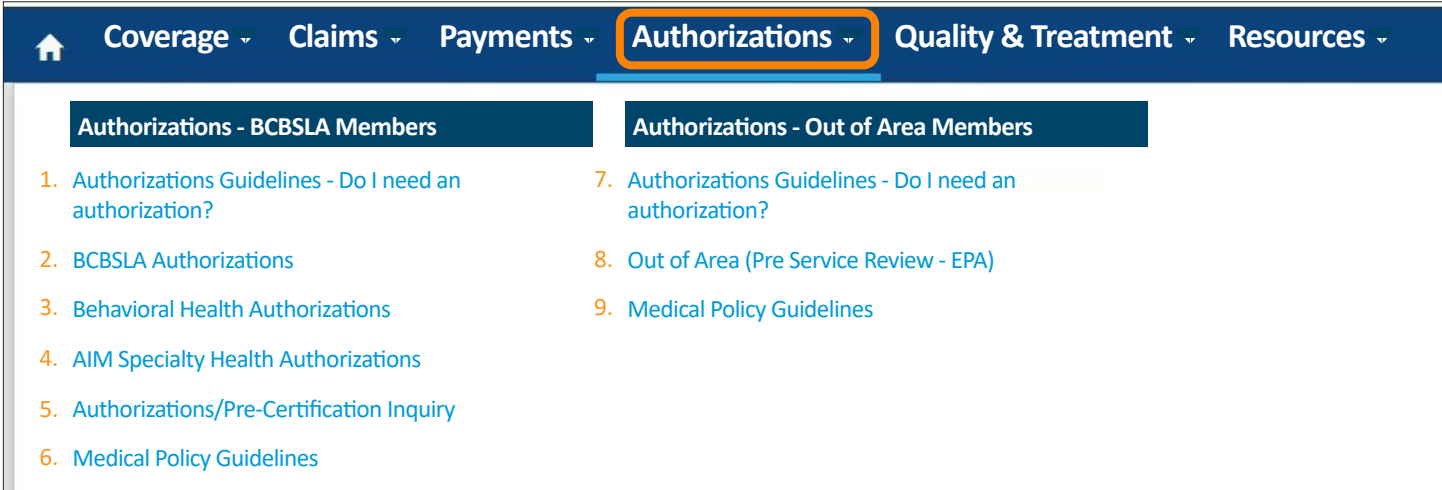 Coverage Claims Payments Authorizations Quality & Treatment Resources
Authorizations - BCBSLA Members
1. Authorizations Guidelines - Do I need an
authorization?
2. BCBSLA Authorizations
3. Behavioral Health Authorizations
4. AIM Specialty Health Authorizations
5. Authorizations/Pre-Certification Inquiry
6. Medical Policy Guidelines
Authorizations - Out of Area Members
7. Authorizations Guidelines - Do I need an
authorization?
8. Out of Area (Pre Service Review - EPA)
9. Medical Policy Guidelines